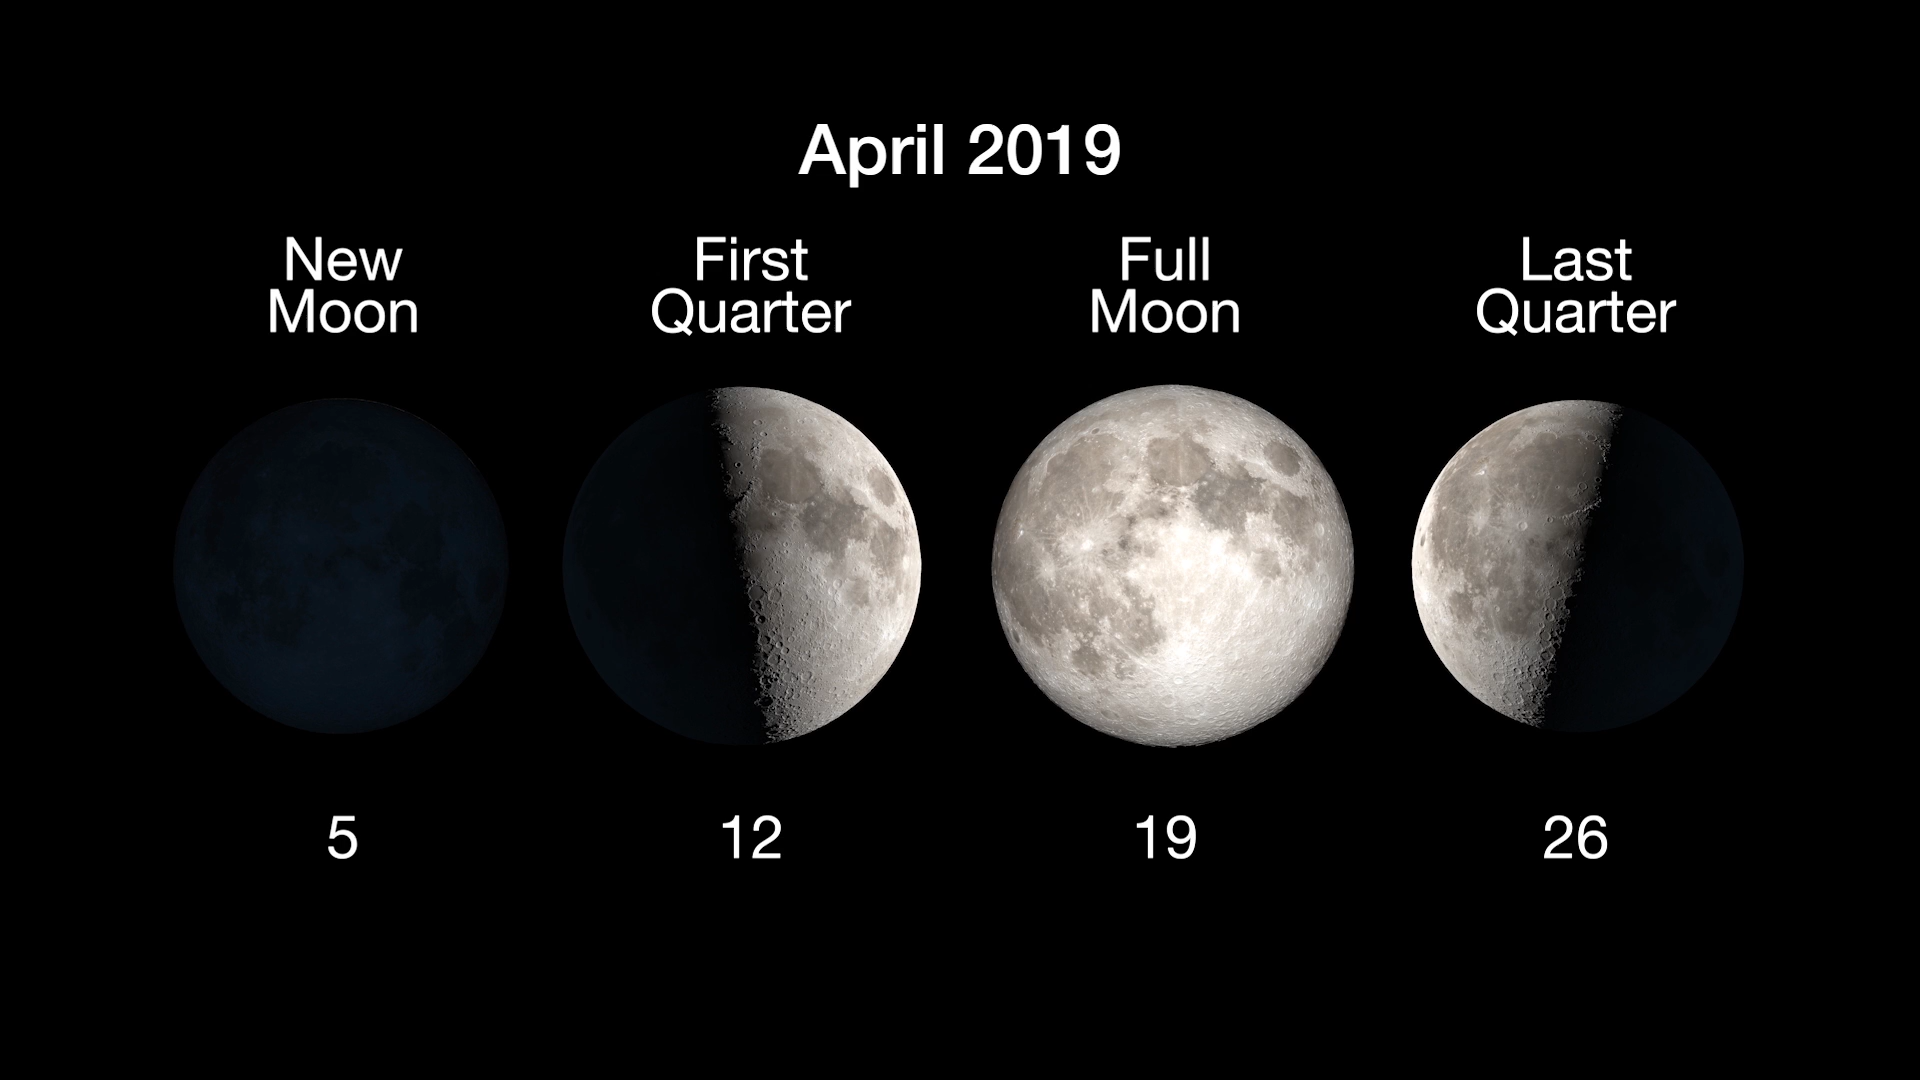 April 2019
New
Moon
First
Quarter
Full
Moon
Last
Quarter
5
12
19
26